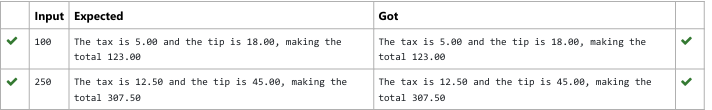 Input Expected Got
100 The tax is 5.00 and the tip is 18.00, making the The tax is 5.00 and the tip is 18.00, making the
total 123.00 total 123.00
250 The tax is 12.50 and the tip is 45.00, making the The tax is 12.50 and the tip is 45.00, making the
total 307.50 total 307.50